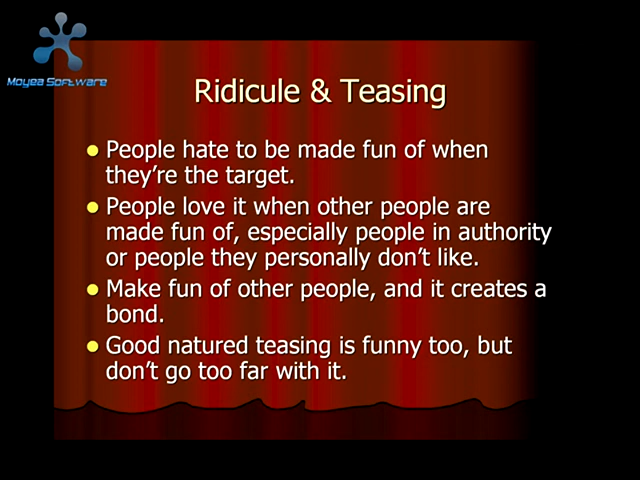 Moyea Software
Ridicule & Teasing
People hate to be made fun of when
they’re the target.
People love it when other people are
made fun of, especially people in authority
or people they personally don’t like.
Make fun of other people, and it creates a
bond.
Good natured teasing is funny too, but
don’t go too far with it.